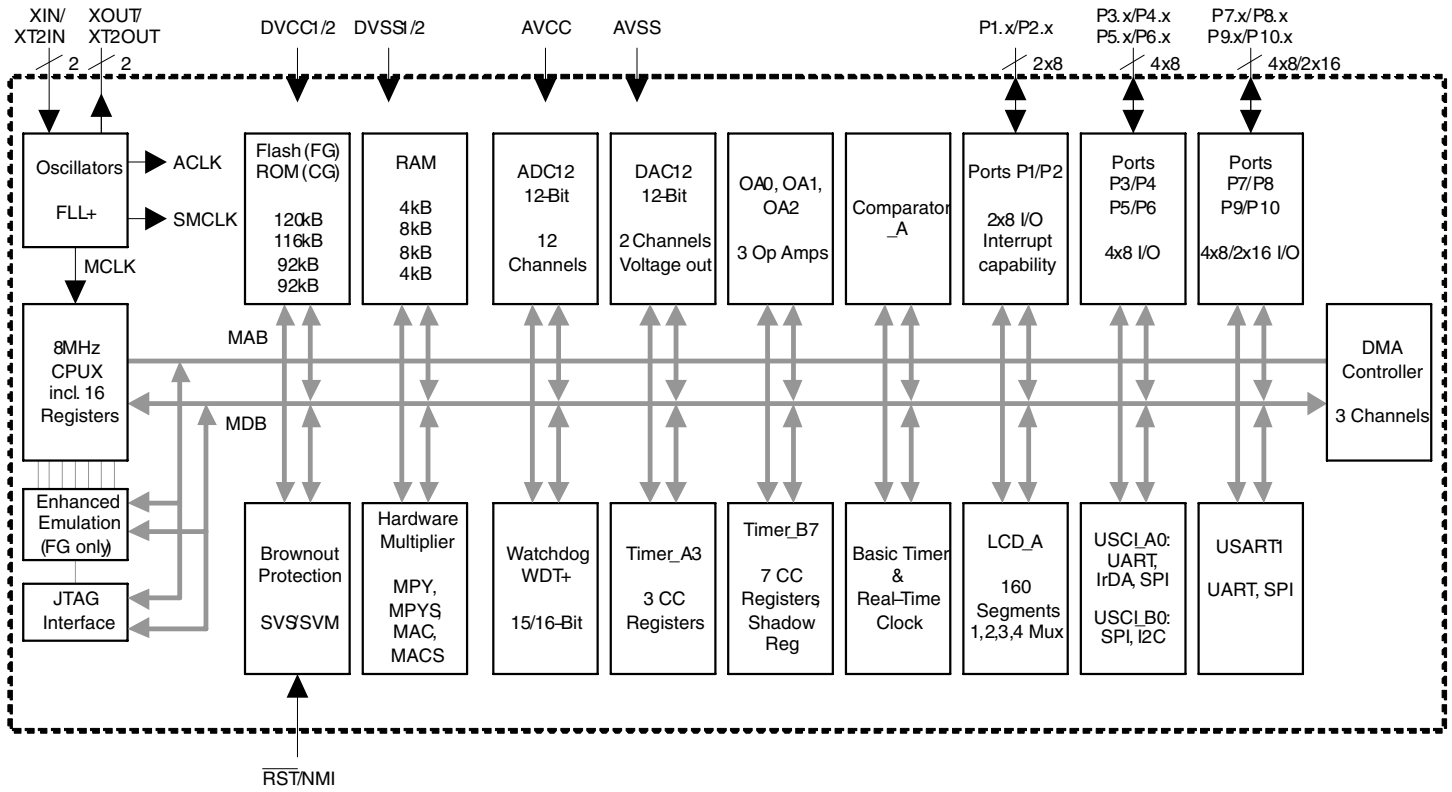 XIN/
XT2IN
XOUT/
XT2OUT
2
2
DVCC1/2
DVSS1/2
AVCC
AVSS
P1.x/P2.x
2x8
P3.x/P4.x
P5.x/P6.x
4x8
P7.x/P8.x
P9.x/P10.x
4x8/2x16
Oscillators
FLL+
ACLK
SMCLK
MCLK
Flash (FG)
ROM (CG)
120kB
116kB
92kB
92kB
RAM
4kB
8kB
8kB
4kB
ADC12
12-Bit
12
Channels
DAC12
12-Bit
2 Channels
Voltage out
OA0, OA1,
OA2
3 Op Amps
Comparator
_A
Ports P1/P2
2x8 I/O
Interrupt
capability
Ports
P3/P4
P5/P6
4x8 I/O
Ports
P7/P8
P9/P10
4x8/2x16 I/O
8MHz
CPUX
incl. 16
Registers
MAB
MDB
DMA
Controller
3 Channels
Enhanced
Emulation
(FG only)
JTAG
Interface
Brownout
Protection
SVS/SVM
Hardware
Multiplier
MPY,
MPYS,
MAC,
MACS
Watchdog
WDT+
15/16-Bit
Timer_A3
3 CC
Registers
Timer_B7
7 CC
Registers,
Shadow
Reg
Basic Timer
&
Real-Time
Clock
LCD_A
160
Segments
1,2,3,4 Mux
USCI_A0:
UART,
IrDA, SPI
USCI_B0:
SPI, I2C
USART1
UART, SPI
RST/NMI